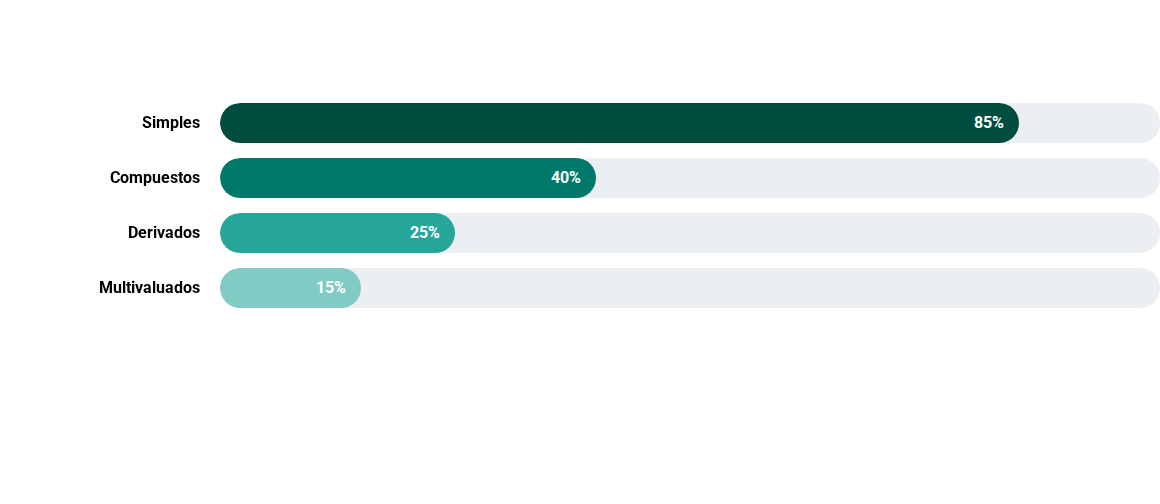 Simples 85%
Compuestos 40%
Derivados 25%
Multivaluados 15%